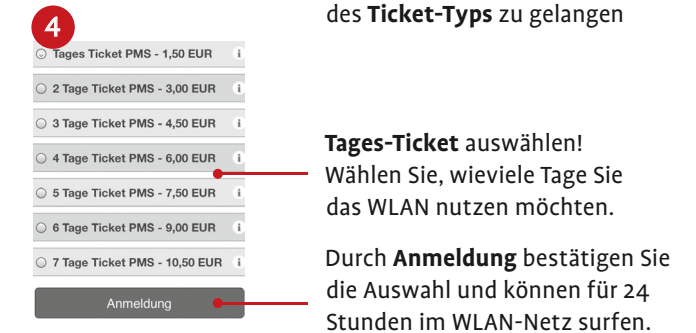 des Ticket-Typs zu gelangen
4
Tages Ticket PMS - 1,50 EUR i
2 Tage Ticket PMS - 3,00 EUR i
3 Tage Ticket PMS - 4,50 EUR i
4 Tage Ticket PMS - 6,00 EUR i
5 Tage Ticket PMS - 7,50 EUR i
6 Tage Ticket PMS - 9,00 EUR i
7 Tage Ticket PMS - 10,50 EUR i
Anmeldung
Tages-Ticket auswählen!
Wählen Sie, wieviele Tage Sie
das WLAN nutzen möchten.
Durch Anmeldung bestätigen Sie
die Auswahl und können für 24
Stunden im WLAN-Netz surfen.